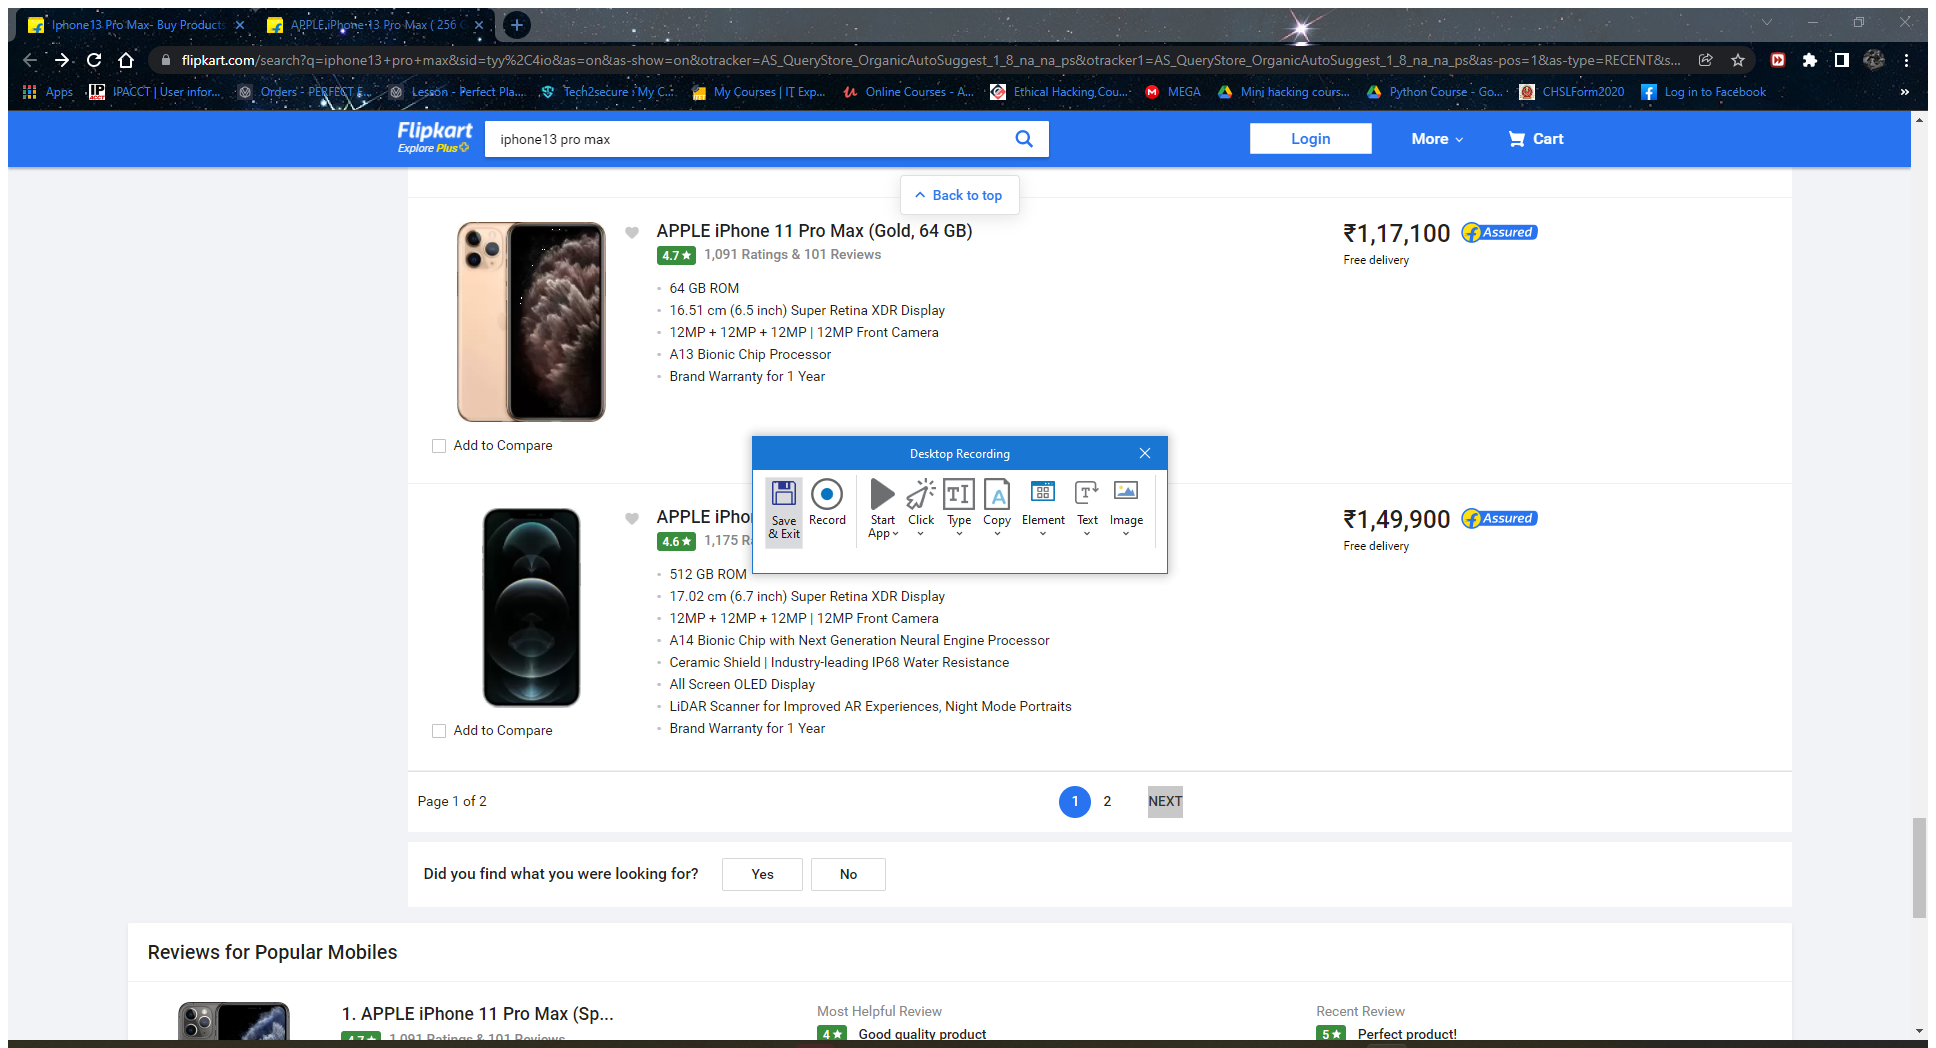 Iphone13 Pro Max- Buy Products
APPLE iPhone 13 Pro Max ( 256
flipkart.com/search?q=iphone13+pro+max&sid=tyy%2C4io&as=on&as-show=on&otracker=AS_QueryStore_OrganicAutoSuggest_1_8_na_na_ps&otracker1=AS_QueryStore_OrganicAutoSuggest_1_8_na_na_ps&as-pos=1&as-type=RECENT&s...
Apps
IPACCT | User infor...
Orders - PERFECT E...
Lesson - Perfect Pla...
Tech2secure : My C...
My Courses | IT Exp...
Online Courses - A...
Ethical Hacking Cou...
MEGA
Mini hacking cours...
Python Course - Go...
CHSLForm2020
Log in to Facebook
»
Flipkart
Explore Plus
iphone13 pro max
Login
More
Cart
Back to top
APPLE iPhone 11 Pro Max (Gold, 64 GB)
4.7★ 1,091 Ratings & 101 Reviews
64 GB ROM
16.51 cm (6.5 inch) Super Retina XDR Display
12MP + 12MP + 12MP | 12MP Front Camera
A13 Bionic Chip Processor
Brand Warranty for 1 Year
₹1,17,100
Assured
Free delivery
Add to Compare
Desktop Recording
Save & Exit
Record
Start App
Click
Type
Copy
Element
Text
Image
APPLE iPho
4.6★ 1,175 Ra
512 GB ROM
17.02 cm (6.7 inch) Super Retina XDR Display
12MP + 12MP + 12MP | 12MP Front Camera
A14 Bionic Chip with Next Generation Neural Engine Processor
Ceramic Shield | Industry-leading IP68 Water Resistance
All Screen OLED Display
LiDAR Scanner for Improved AR Experiences, Night Mode Portraits
Brand Warranty for 1 Year
₹1,49,900
Assured
Free delivery
Add to Compare
Page 1 of 2
1 2 NEXT
Did you find what you were looking for?
Yes
No
Reviews for Popular Mobiles
1. APPLE iPhone 11 Pro Max (Sp...
4.7★ 1,091 Ratings & 101 Reviews
Most Helpful Review
4★ Good quality product
Recent Review
5★ Perfect product!